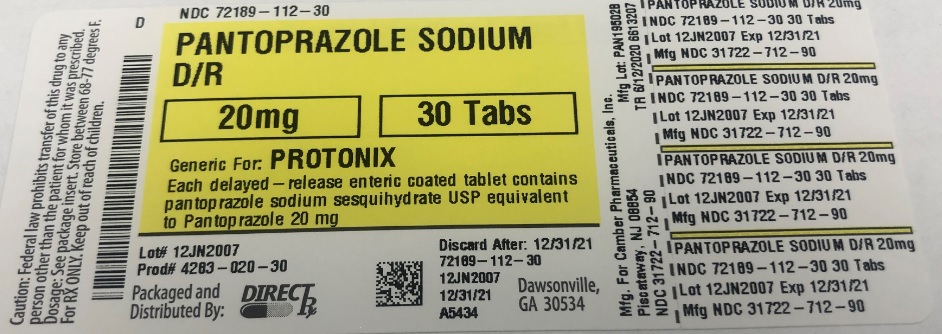 Caution: Federal law prohibits transfer of this drug to any
person other than the patient for whom it was prescribed.
Dosage: See package insert. Store between 68-77 degrees F.
For RX ONLY. Keep out of reach of children.
D
NDC 72189-112-30
PANTOPRAZOLE SODIUM
D/R
20mg
30 Tabs
Generic For: PROTONIX
Each delayed-release enteric coated tablet contains
pantoprazole sodium sesquihydrate USP equivalent
to Pantoprazole 20 mg
Lot# 12JN2007
Prod# 4283-020-30
Packaged and
Distributed By:
DIRECT Rx
Discard After: 12/31/21
72189-112-30
12JN2007
12/31/21
A5434
Dawsonville,
GA 30534
Mfg. For Camber Pharmaceuticals, Inc.
Piscataway, NJ 08854
NDC 31722-712-90
Mfg Lot: PAN19502B
TR 6/12/2020 6613207
PANTOPRAZOLE SODIUM D/R 20mg
NDC 72189-112-30 30 Tabs
Lot 12JN2007 Exp 12/31/21
Mfg NDC 31722-712-90
PANTOPRAZOLE SODIUM D/R 20mg
NDC 72189-112-30 30 Tabs
Lot 12JN2007 Exp 12/31/21
Mfg NDC 31722-712-90
PANTOPRAZOLE SODIUM D/R 20mg
NDC 72189-112-30 30 Tabs
Lot 12JN2007 Exp 12/31/21
Mfg NDC 31722-712-90
PANTOPRAZOLE SODIUM D/R 20mg
NDC 72189-112-30 30 Tabs
Lot 12JN2007 Exp 12/31/21
Mfg NDC 31722-712-90